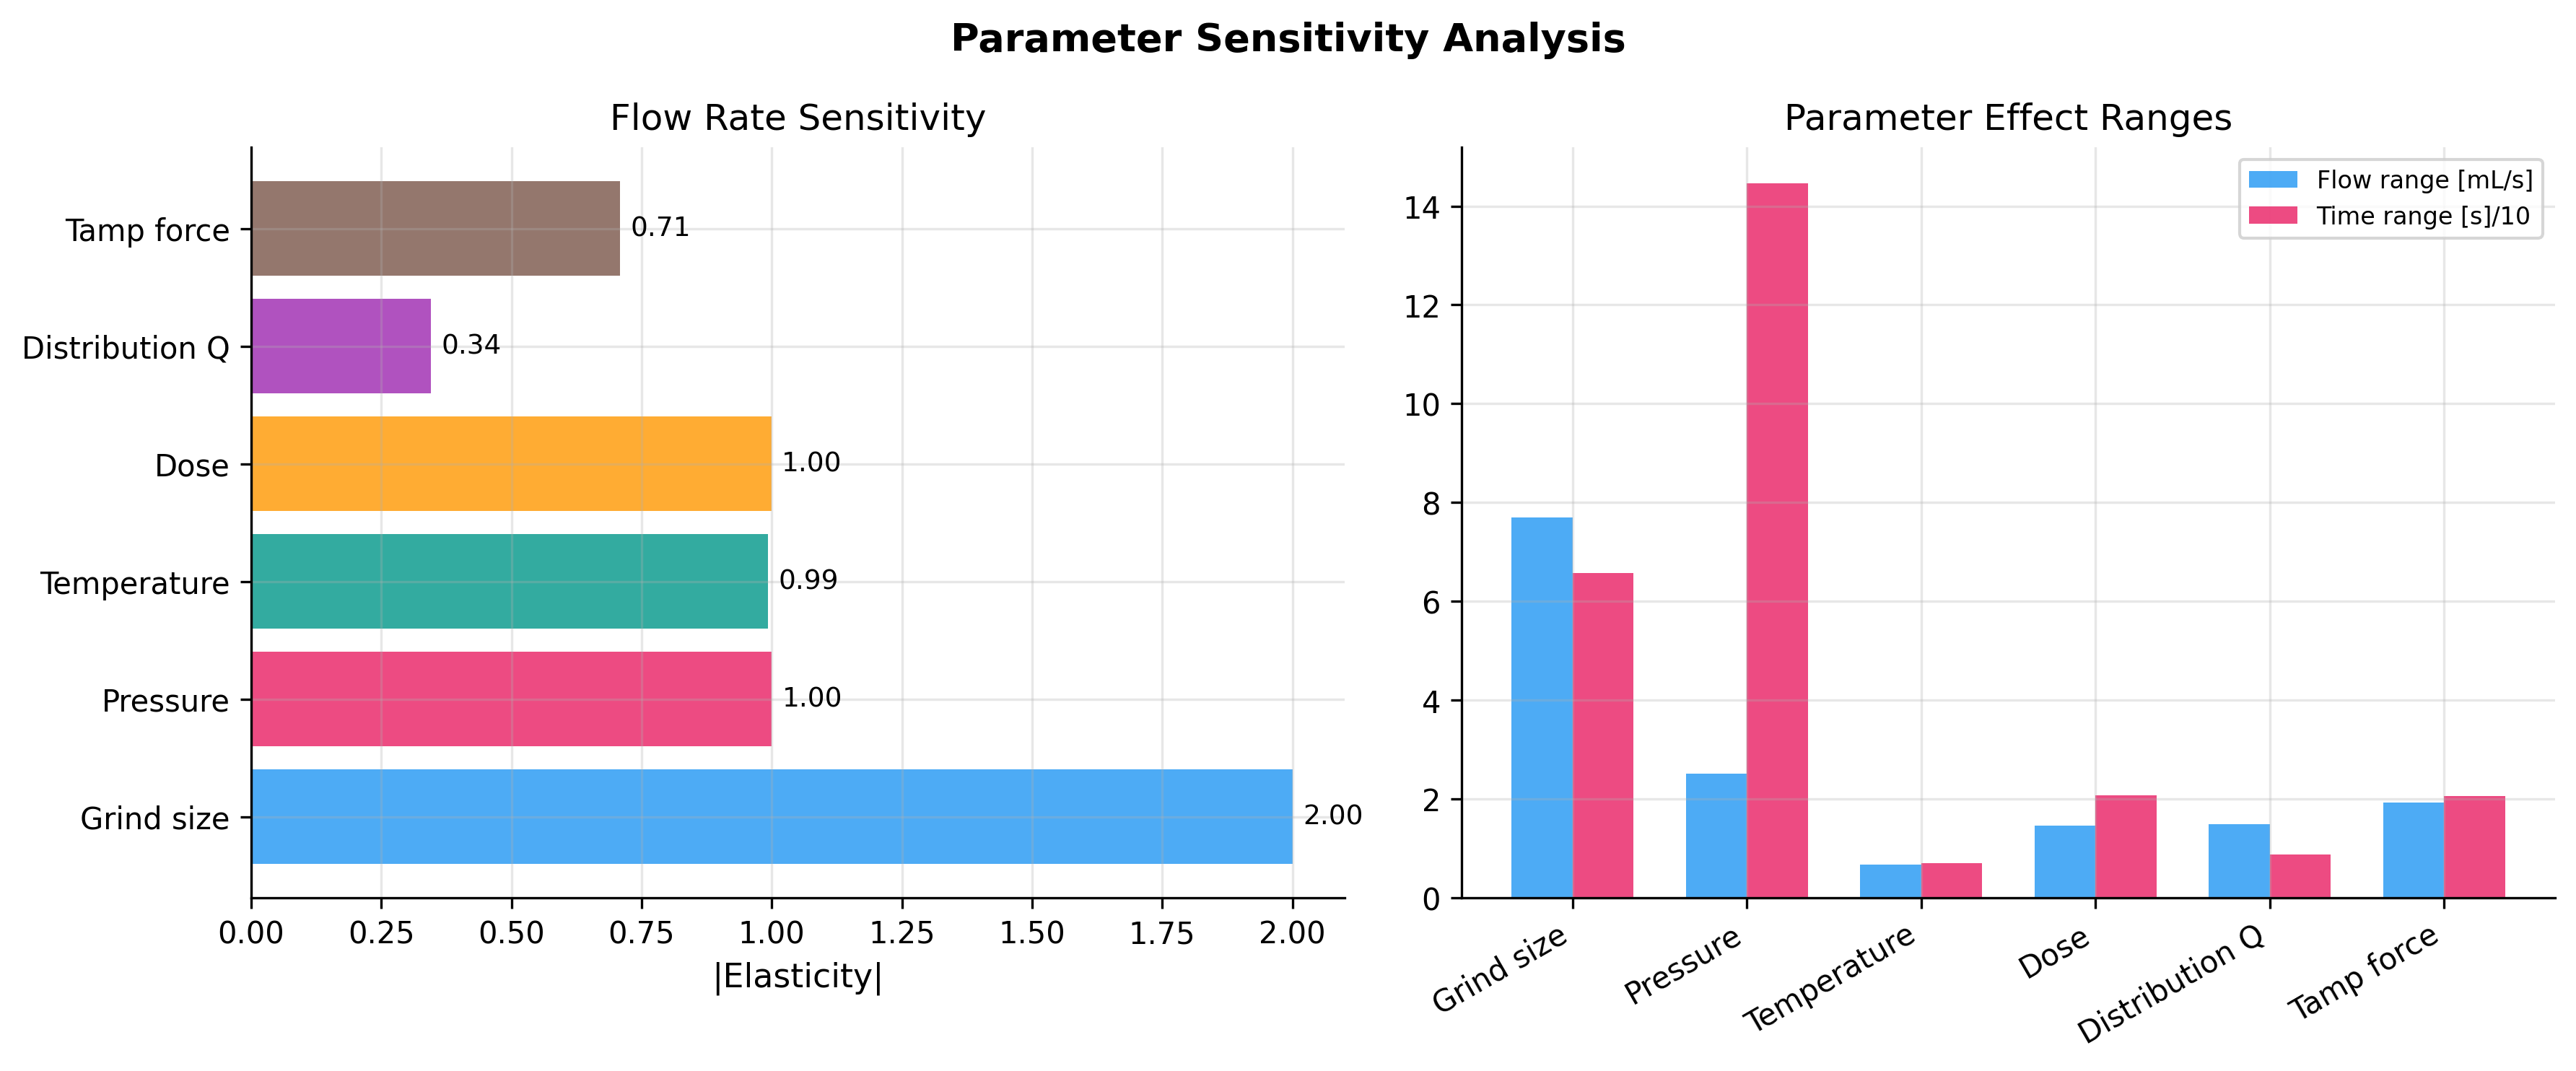 Parameter Sensitivity Analysis
Flow Rate Sensitivity
Tamp force
0.71
Distribution Q
0.34
Dose
1.00
Temperature
0.99
Pressure
1.00
Grind size
2.00
0.00 0.25 0.50 0.75 1.00 1.25 1.50 1.75 2.00
|Elasticity|
Parameter Effect Ranges
Flow range [mL/s]
Time range [s]/10
14
12
10
8
6
4
2
0
Grind size
Pressure
Temperature
Dose
Distribution Q
Tamp force